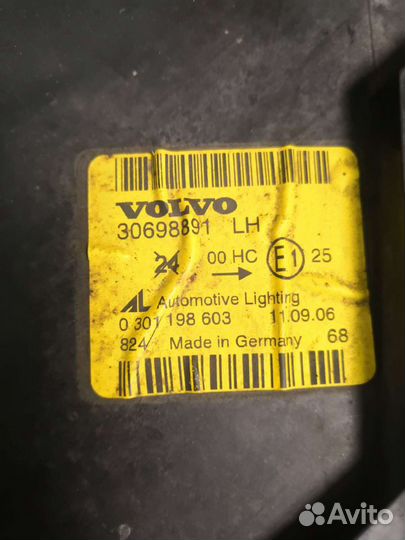 VOLVO
30698891 LH
24 00 HC E1 25
AL Automotive Lighting
0 301 198 603 11.09.06
824 Made in Germany 68
Avito